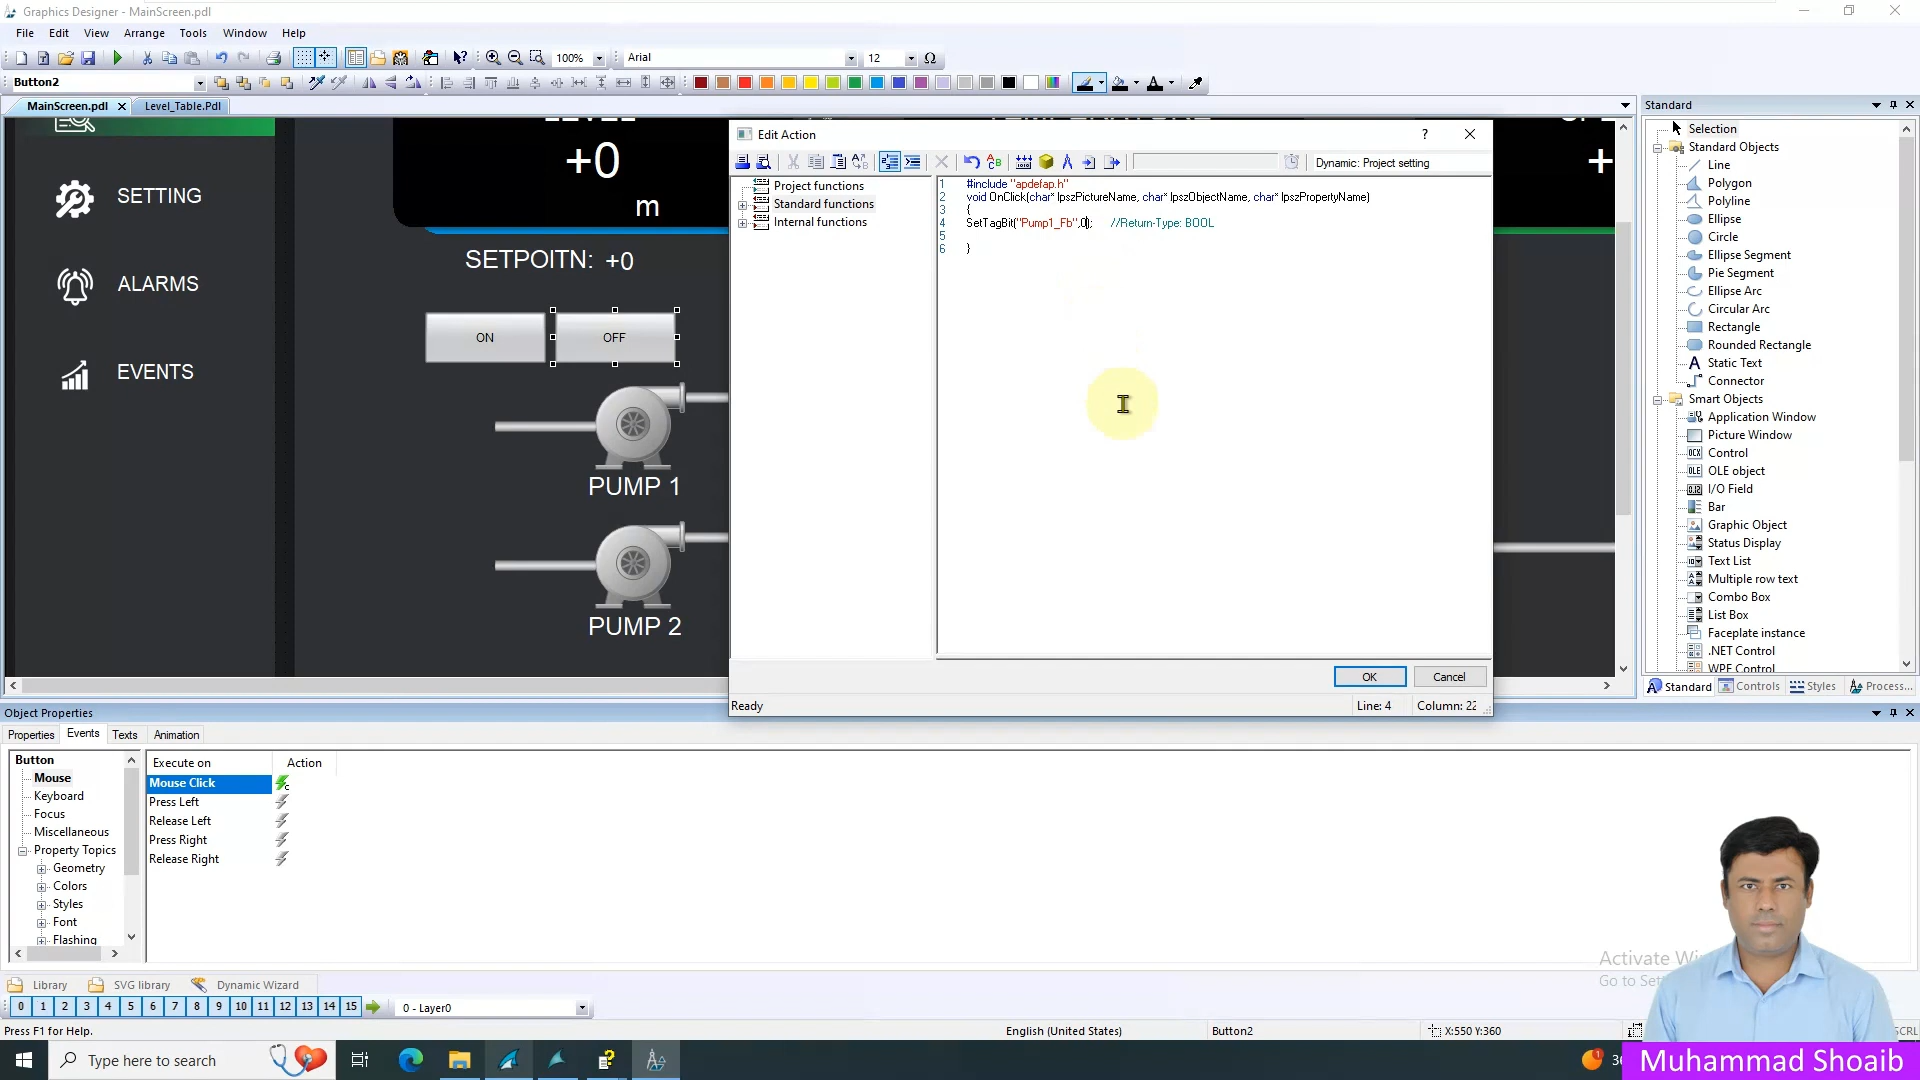 Graphics Designer - MainScreen.pdl
File Edit View Arrange Tools Window Help
100% Arial 12
Button2
MainScreen.pdl Level_Table.Pdl
SETTING
ALARMS
EVENTS
+0
m
SETPOITN: +0
ON OFF
PUMP 1
PUMP 2
+
Edit Action
Dynamic: Project setting
Project functions
Standard functions
Internal functions
1 #include "apdefap.h"
2 void OnClick(char* lpszPictureName, char* lpszObjectName, char* lpszPropertyName)
3 {
4 SetTagBit("Pump1_Fb",0); //Return-Type: BOOL
5
6 }
OK Cancel
Ready Line: 4 Column: 22
Standard
Selection
Standard Objects
Line
Polygon
Polyline
Ellipse
Circle
Ellipse Segment
Pie Segment
Ellipse Arc
Circular Arc
Rectangle
Rounded Rectangle
Static Text
Connector
Smart Objects
Application Window
Picture Window
Control
OLE object
I/O Field
Bar
Graphic Object
Status Display
Text List
Multiple row text
Combo Box
List Box
Faceplate instance
.NET Control
WPF Control
Standard Controls Styles Process...
Object Properties
Properties Events Texts Animation
Button
Mouse
Keyboard
Focus
Miscellaneous
Property Topics
Geometry
Colors
Styles
Font
Flashing
Execute on Action
Mouse Click
Press Left
Release Left
Press Right
Release Right
Library SVG library Dynamic Wizard
0 1 2 3 4 5 6 7 8 9 10 11 12 13 14 15 0 - Layer0
Press F1 for Help. English (United States) Button2 X:550 Y:360 SCRL
Activate Wi
Go to Set
Type here to search
Muhammad Shoaib